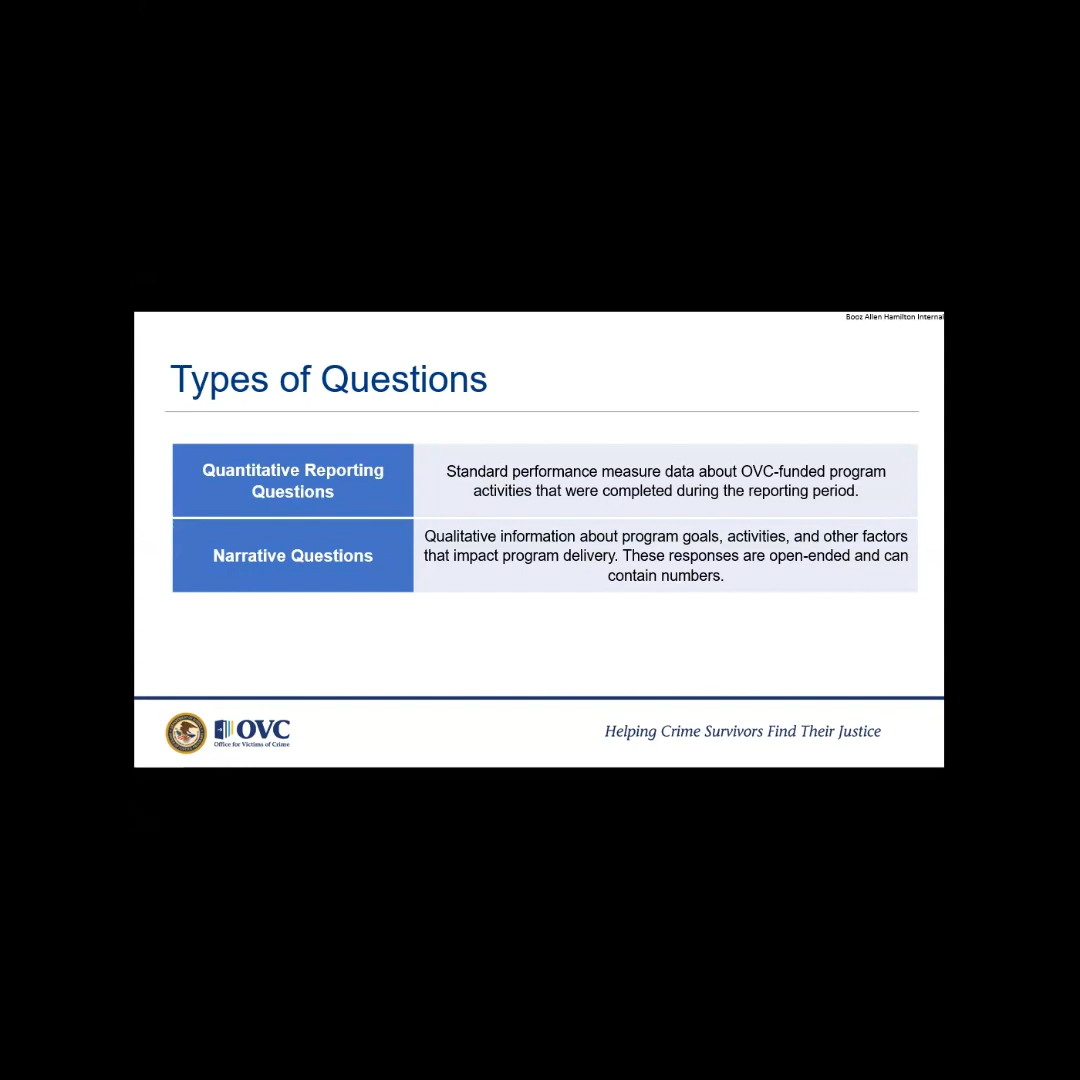 Booz Allen Hamilton Internal
Types of Questions
Quantitative Reporting
Questions
Standard performance measure data about OVC-funded program
activities that were completed during the reporting period.
Narrative Questions
Qualitative information about program goals, activities, and other factors
that impact program delivery. These responses are open-ended and can
contain numbers.
OVC
Office for Victims of Crime
Helping Crime Survivors Find Their Justice